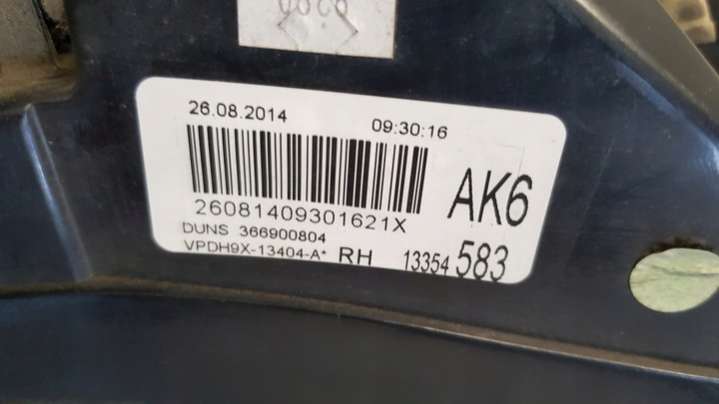 26.08.2014 09:30:16
26081409301621X
AK6
DUNS 366900804
VPDH9X-13404-A* RH 13354 583